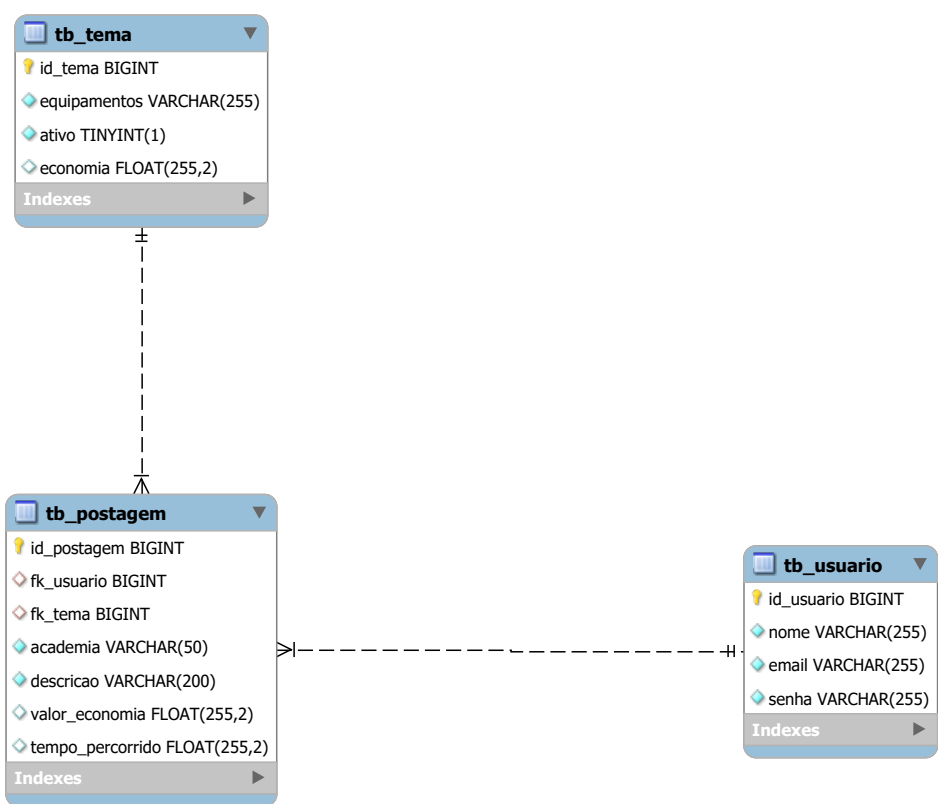 tb_tema
id_tema BIGINT
equipamentos VARCHAR(255)
ativo TINYINT(1)
economia FLOAT(255,2)
Indexes
tb_postagem
id_postagem BIGINT
fk_usuario BIGINT
fk_tema BIGINT
academia VARCHAR(50)
descricao VARCHAR(200)
valor_economia FLOAT(255,2)
tempo_percorrido FLOAT(255,2)
Indexes
tb_usuario
id_usuario BIGINT
nome VARCHAR(255)
email VARCHAR(255)
senha VARCHAR(255)
Indexes